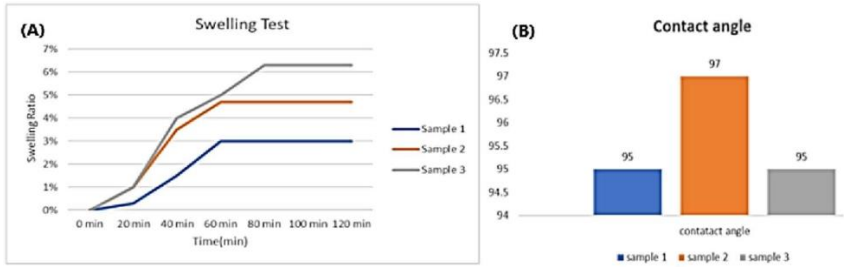 (A)
Swelling Test
7%
6%
5%
4%
3%
2%
1%
0%
Swelling Ratio
0 min 20 min 40 min 60 min 80 min 100 min 120 min
Time(min)
Sample 1
Sample 2
Sample 3
(B)
Contact angle
97.5
97
96.5
96
95.5
95
94.5
94
95
97
95
contatact angle
sample 1 sample 2 sample 3